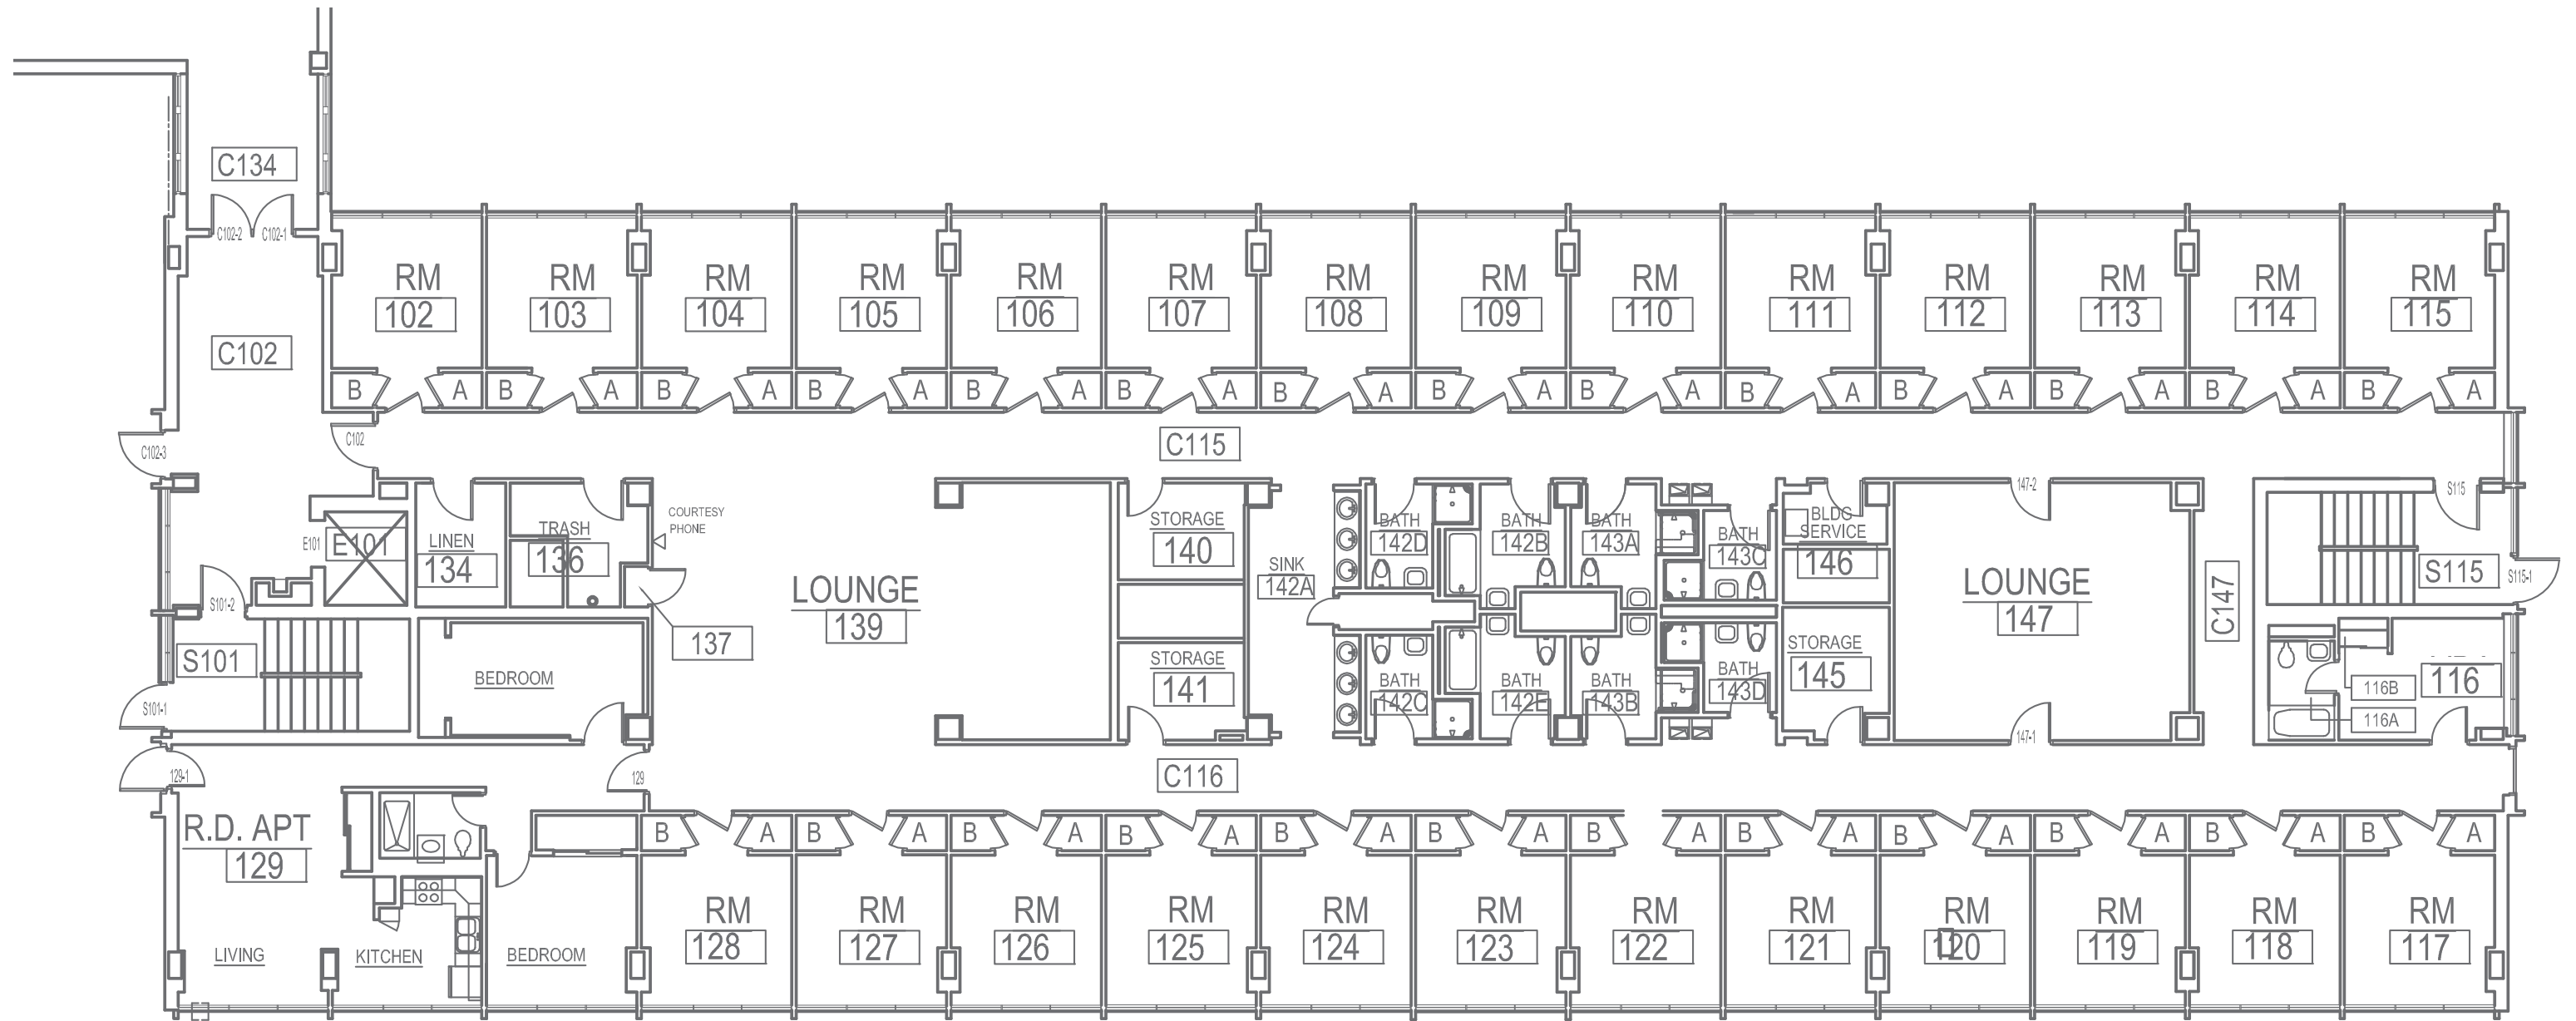 C134
C102-2 C102-1
RM RM RM RM RM RM RM RM RM RM RM RM RM RM
102 103 104 105 106 107 108 109 110 111 112 113 114 115
C102
B A B A B A B A B A B A B A B A B A B A B A B A B A B A
C102
C102-3
C115
147-2
S115
COURTESY
PHONE
E101
E101
LINEN
134
TRASH
136
STORAGE
140
BATH
142D
BATH
142B
BATH
143A
BATH
143C
BLDG
SERVICE
146
SINK
142A
LOUNGE
139
LOUNGE
147
C147
S115
S115-1
S101-2
137
S101
S101-1
BEDROOM
STORAGE
141
BATH
142C
BATH
142E
BATH
143B
BATH
143D
STORAGE
145
116
116B
116A
147-1
129-1
129
C116
R.D. APT
129
B A B A B A B A B A B A B A B A B A B A B A B A
RM RM RM RM RM RM RM RM RM RM RM RM
128 127 126 125 124 123 122 121 120 119 118 117
LIVING
KITCHEN
BEDROOM